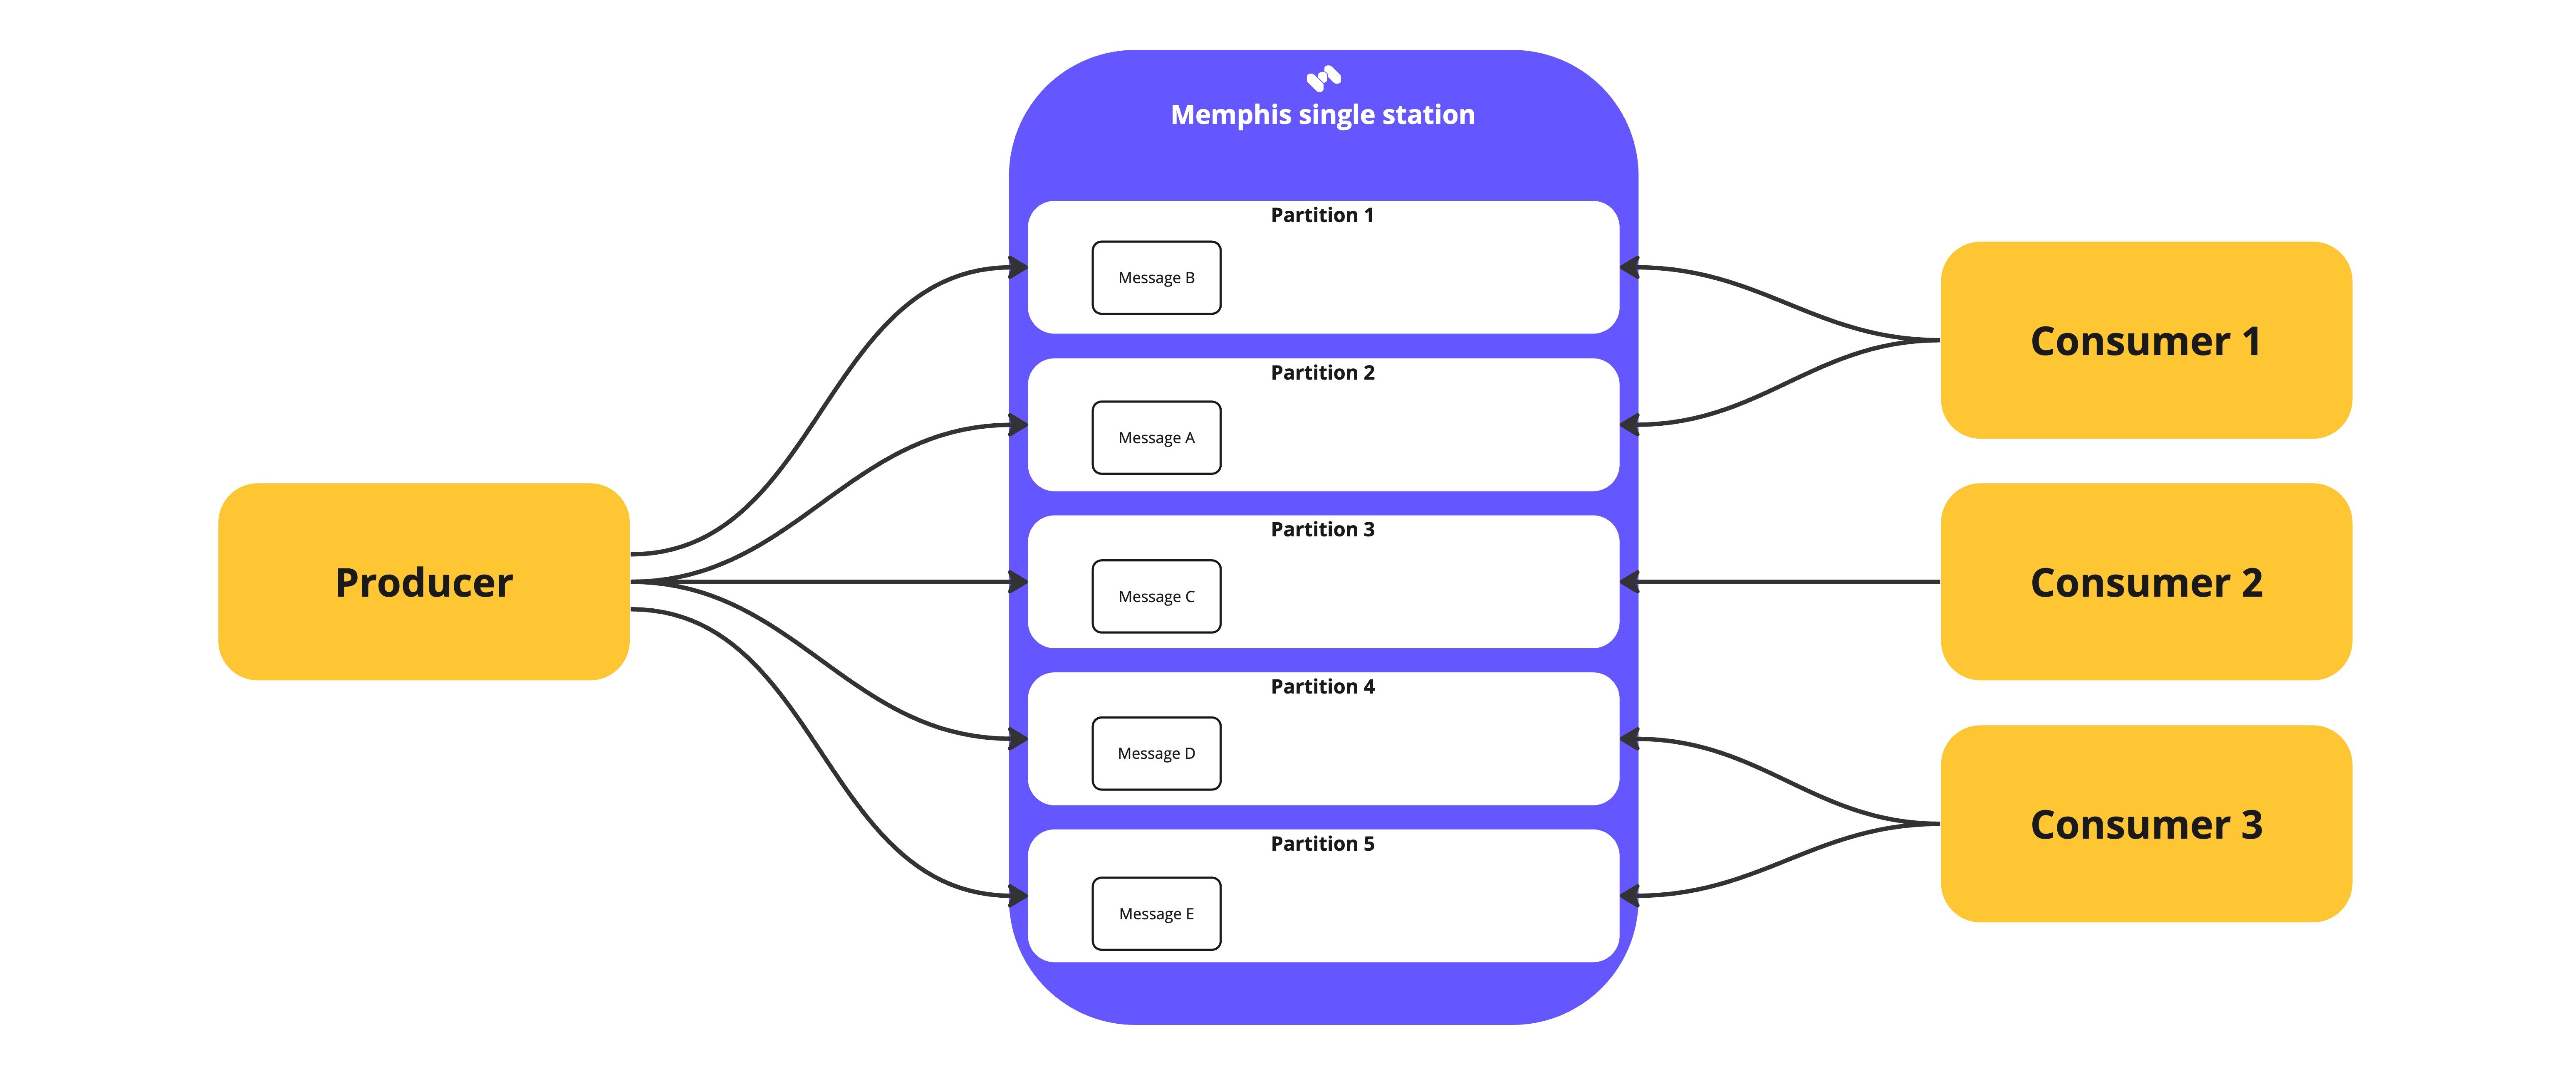 Memphis single station
Partition 1
Message B
Partition 2
Message A
Partition 3
Message C
Partition 4
Message D
Partition 5
Message E
Producer
Consumer 1
Consumer 2
Consumer 3